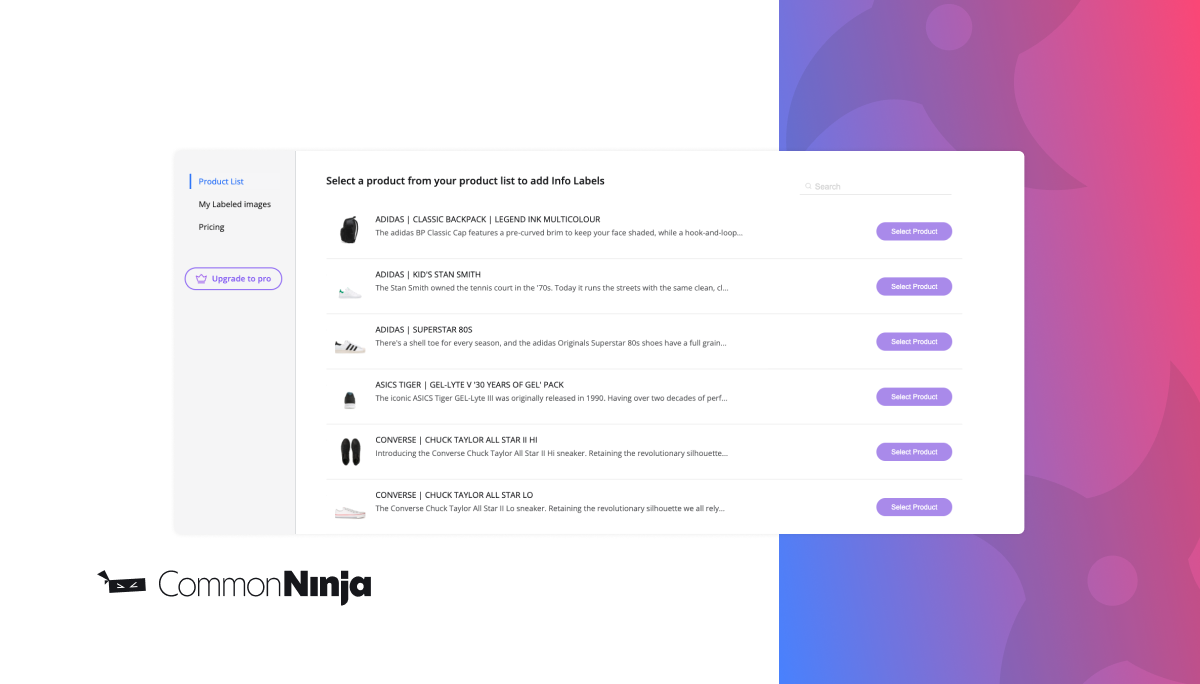 Product List
My Labeled images
Pricing
Upgrade to pro
Select a product from your product list to add Info Labels
Search
ADIDAS | CLASSIC BACKPACK | LEGEND INK MULTICOLOUR
The adidas BP Classic Cap features a pre-curved brim to keep your face shaded, while a hook-and-loop...
Select Product
ADIDAS | KID'S STAN SMITH
The Stan Smith owned the tennis court in the '70s. Today it runs the streets with the same clean, cl...
Select Product
ADIDAS | SUPERSTAR 80S
There's a shell toe for every season, and the adidas Originals Superstar 80s shoes have a full grain...
Select Product
ASICS TIGER | GEL-LYTE V '30 YEARS OF GEL' PACK
The iconic ASICS Tiger GEL-Lyte III was originally released in 1990. Having over two decades of perf...
Select Product
CONVERSE | CHUCK TAYLOR ALL STAR II HI
Introducing the Converse Chuck Taylor All Star II Hi sneaker. Retaining the revolutionary silhouette...
Select Product
CONVERSE | CHUCK TAYLOR ALL STAR LO
The Converse Chuck Taylor All Star II Lo sneaker. Retaining the revolutionary silhouette we all rely...
Select Product
CommonNinja